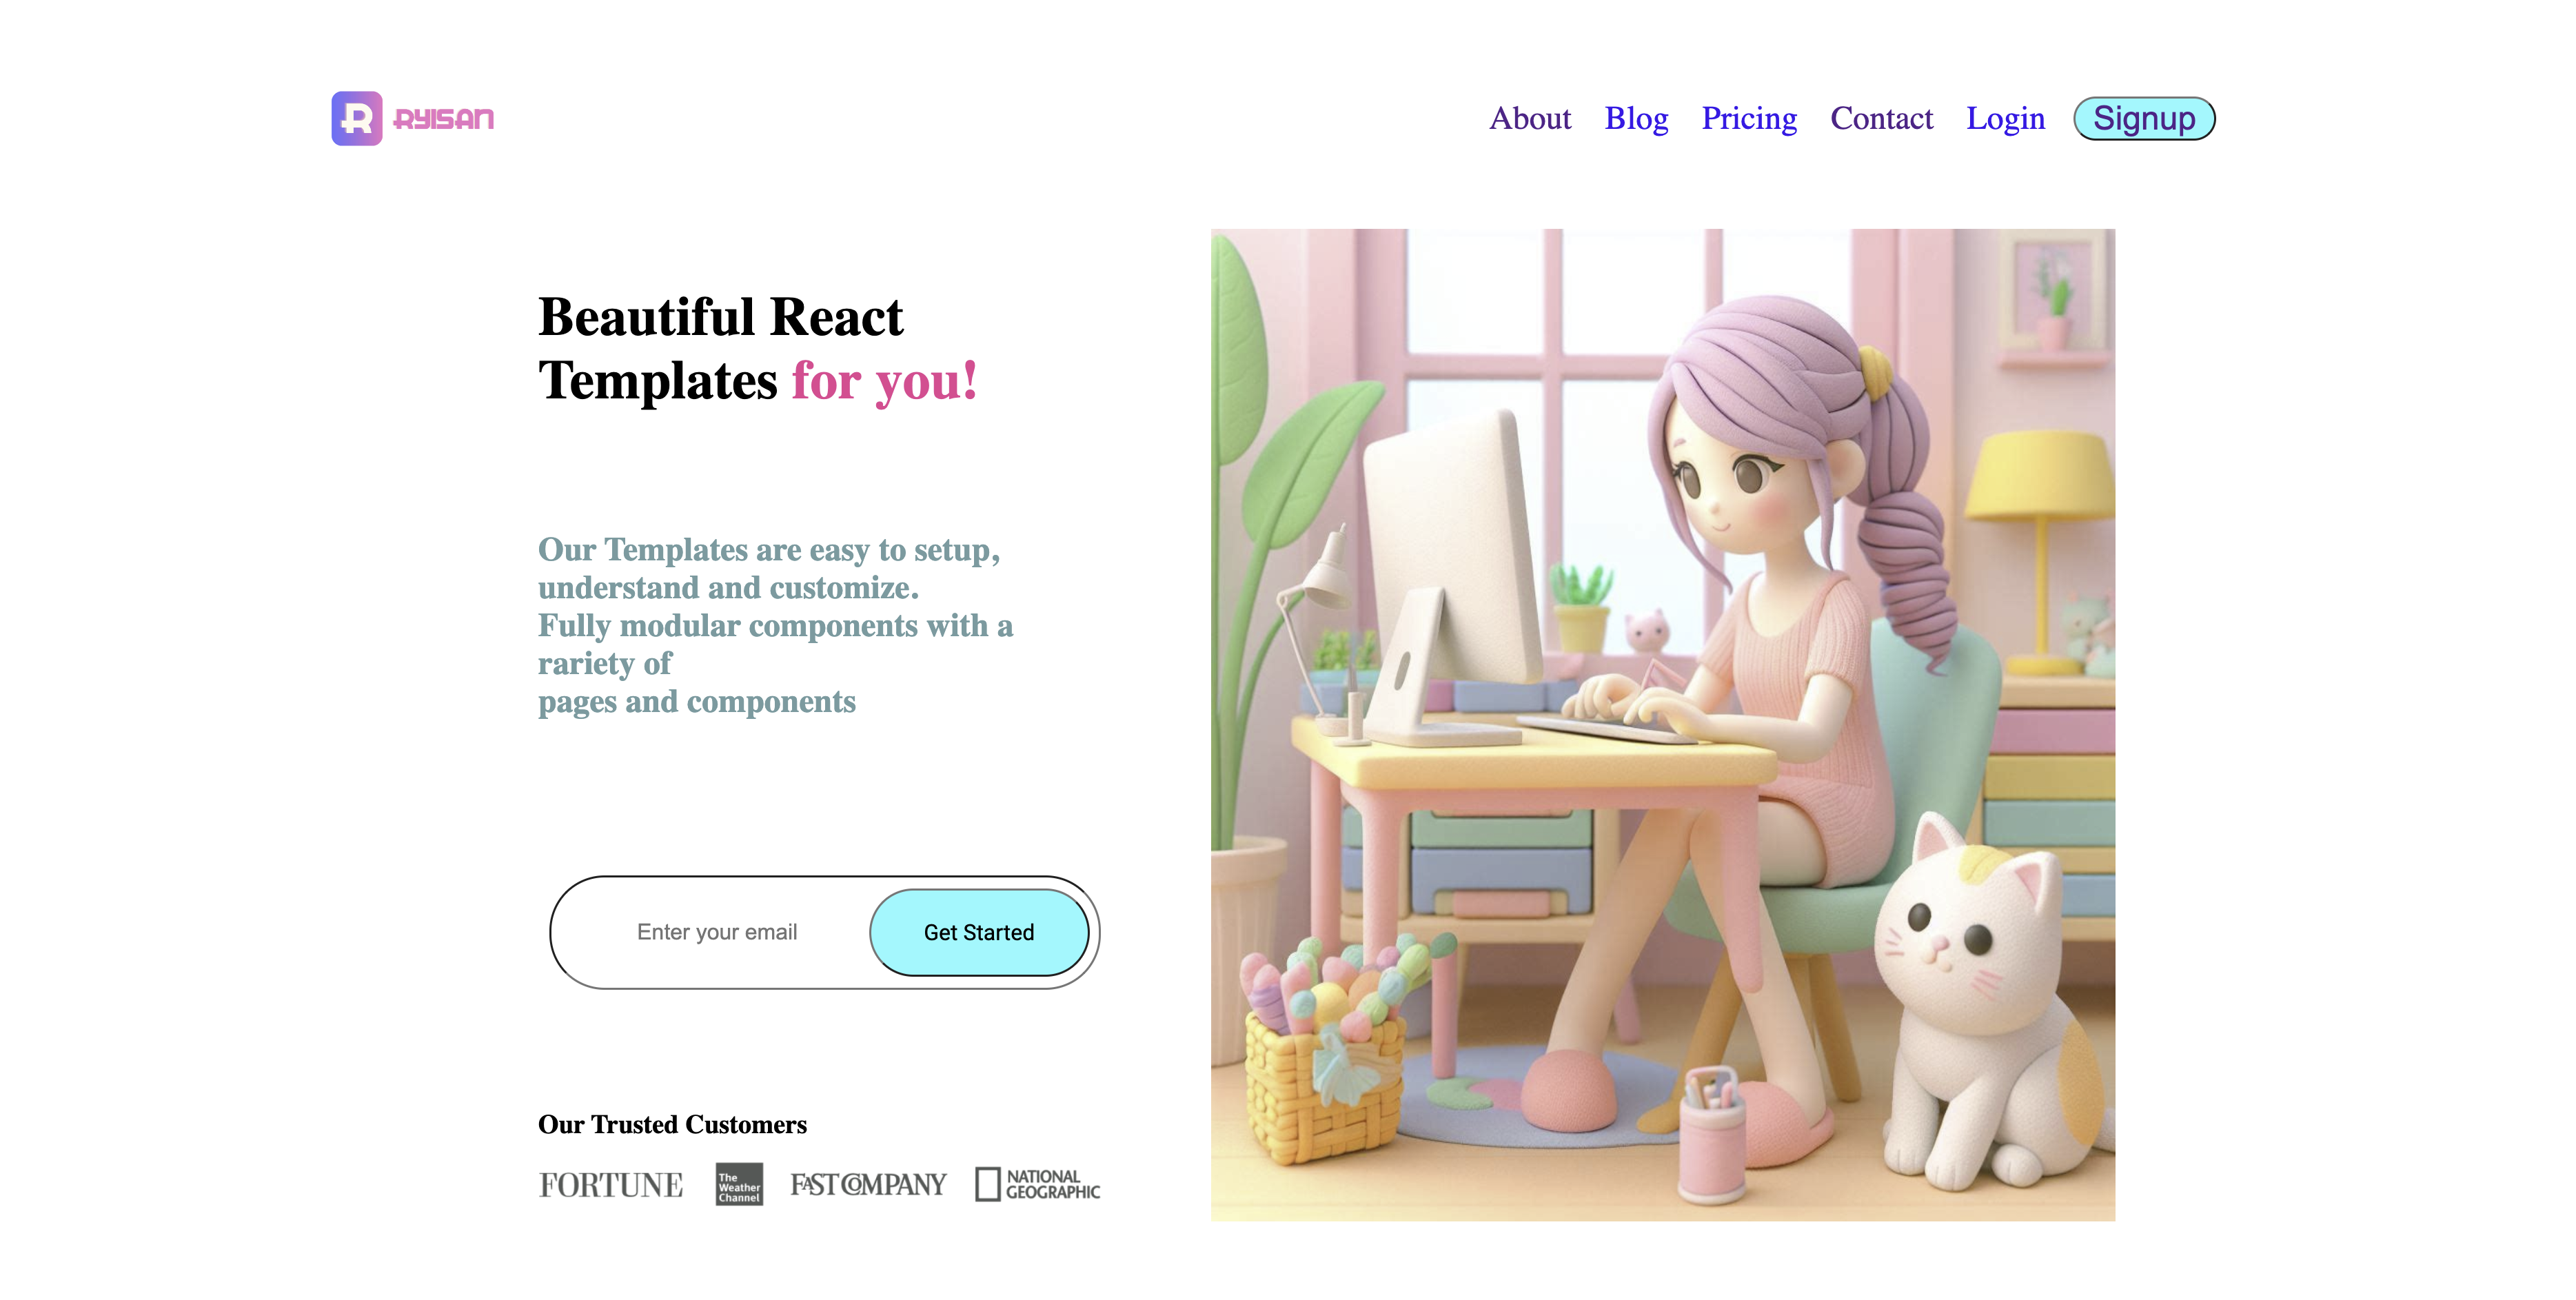 R RYISAN
About Blog Pricing Contact Login Signup
Beautiful React
Templates for you!
Our Templates are easy to setup,
understand and customize.
Fully modular components with a
rariety of
pages and components
Enter your email Get Started
Our Trusted Customers
FORTUNE
The
Weather
Channel
FAST COMPANY
NATIONAL
GEOGRAPHIC